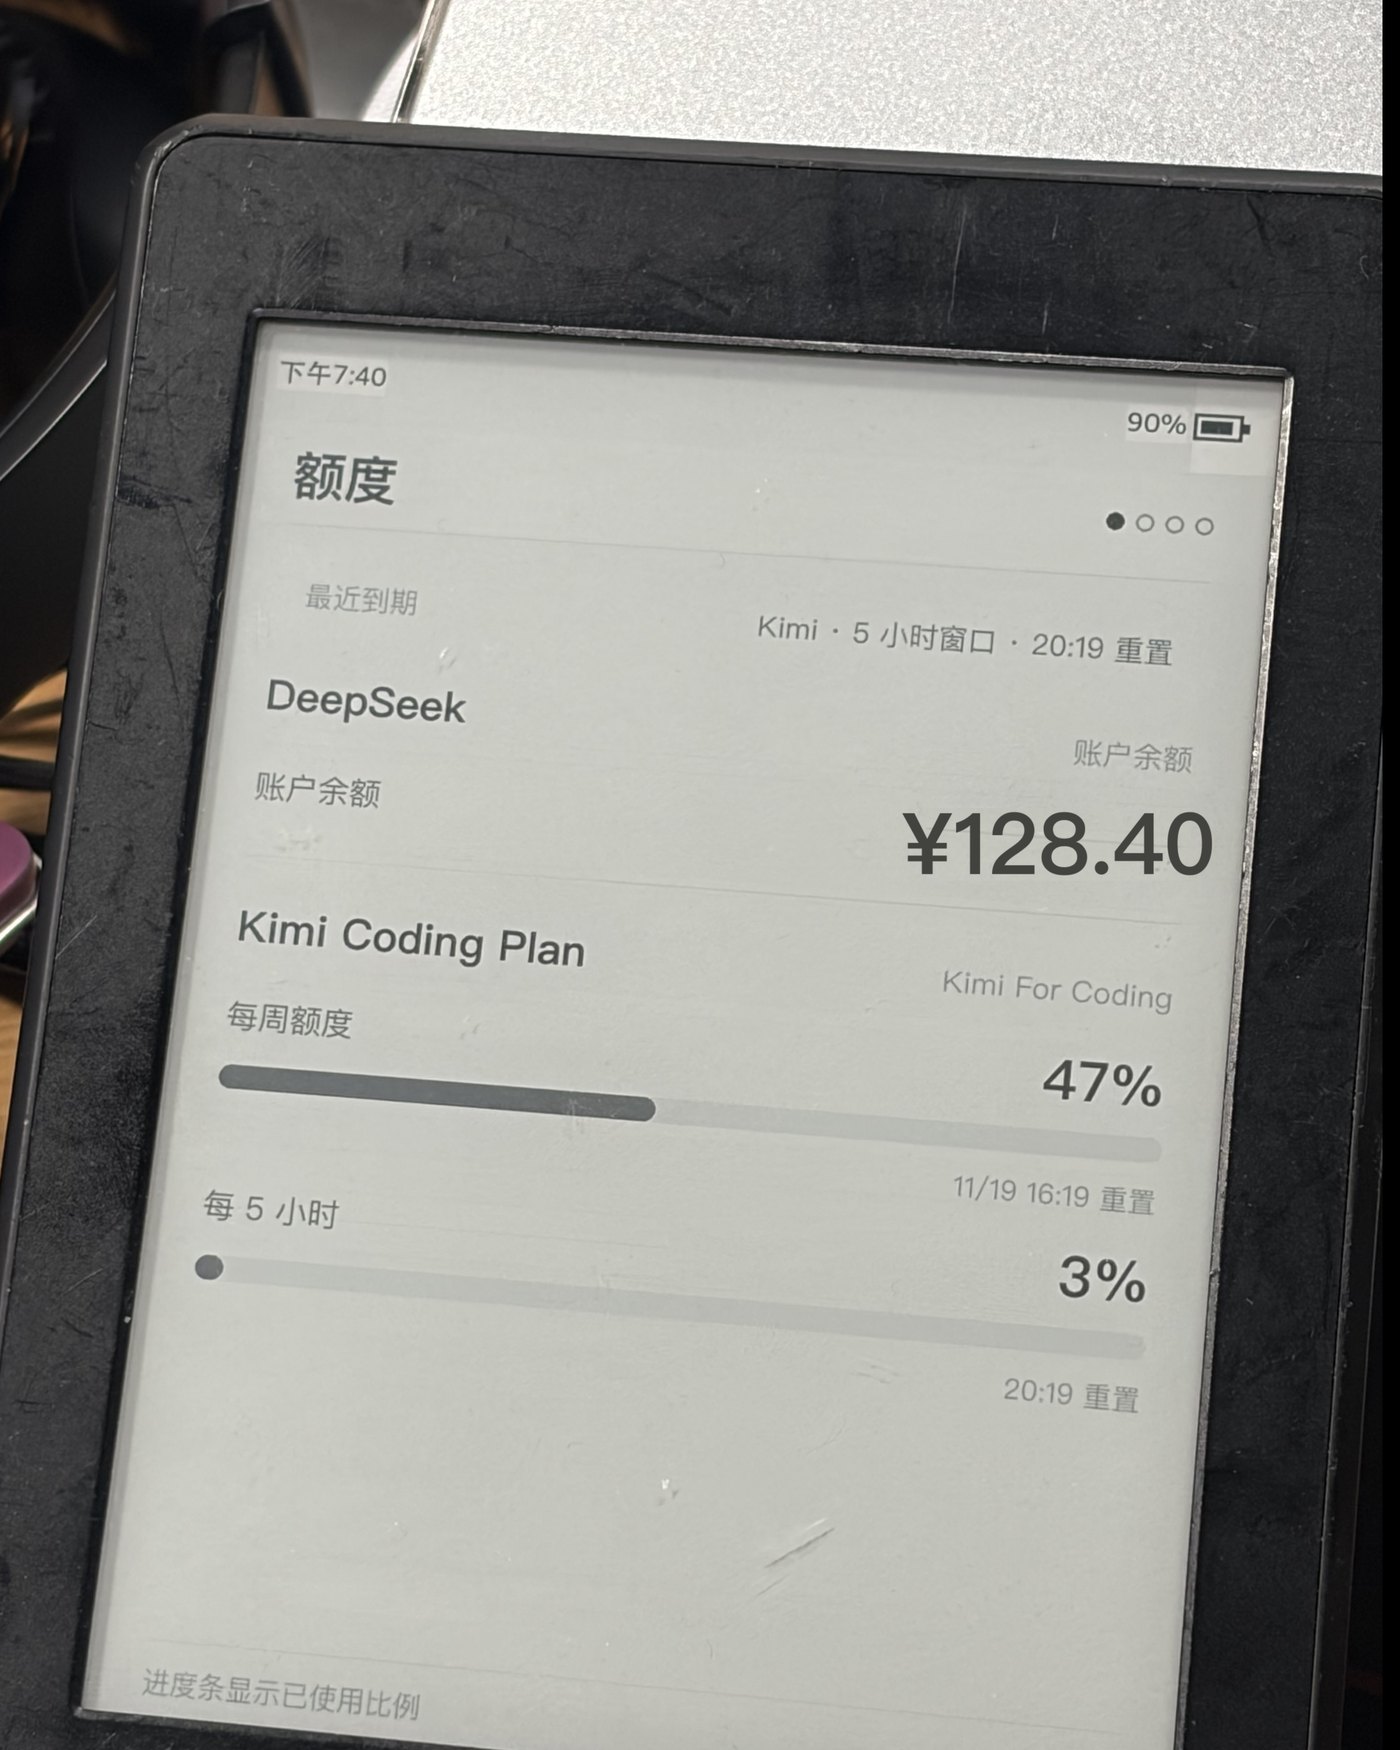 下午7:40
90%
额度
最近到期
Kimi · 5 小时窗口 · 20:19 重置
DeepSeek
账户余额
账户余额
¥128.40
Kimi Coding Plan
Kimi For Coding
每周额度
47%
11/19 16:19 重置
每 5 小时
3%
20:19 重置
进度条显示已使用比例